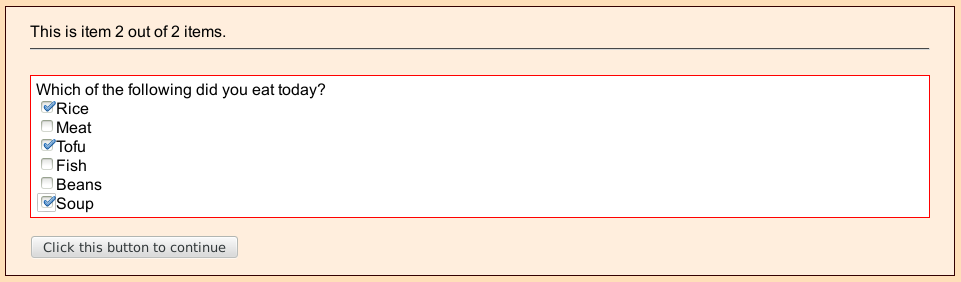 This is item 2 out of 2 items.
Which of the following did you eat today?
Rice
Meat
Tofu
Fish
Beans
Soup
Click this button to continue